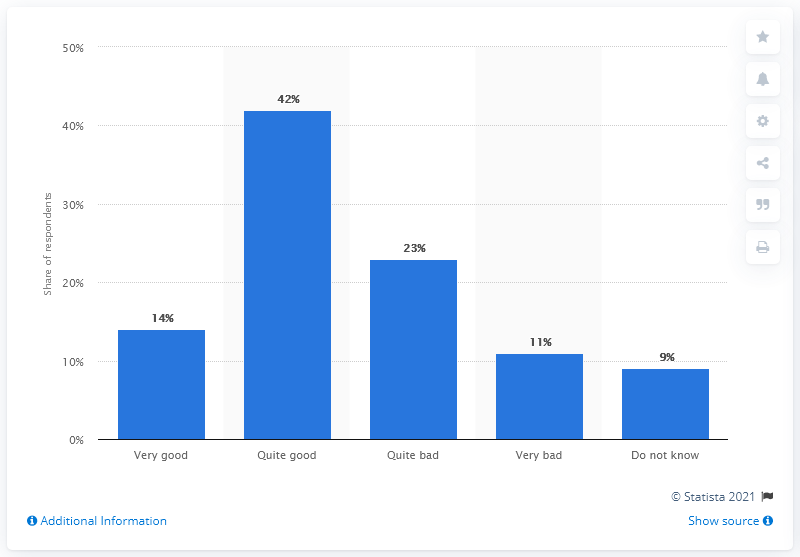 50%
42%
40%
Share of respondents
30%
23%
20%
14%
11%
10%
9%
0%
Very good
Quite good
Quite bad
Very bad
Do not know
© Statista 2021
Additional Information
Show source